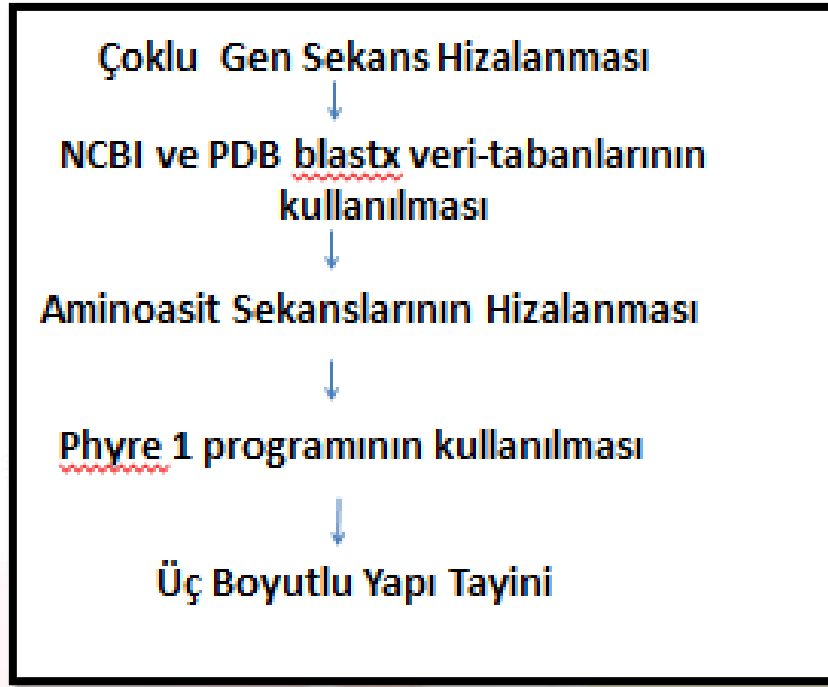 Çoklu Gen Sekans Hizalanması
NCBI ve PDB blastx veri-tabanlarının
kullanılması
Aminoasit Sekanslarının Hizalanması
Phyre 1 programının kullanılması
Üç Boyutlu Yapı Tayini